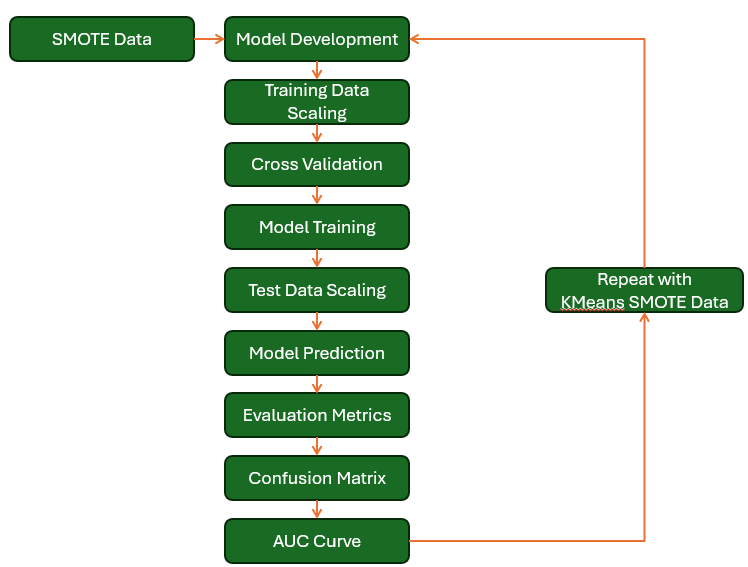 SMOTE Data
Model Development
Training Data
Scaling
Cross Validation
Model Training
Test Data Scaling
Repeat with
KMeans SMOTE Data
Model Prediction
Evaluation Metrics
Confusion Matrix
AUC Curve